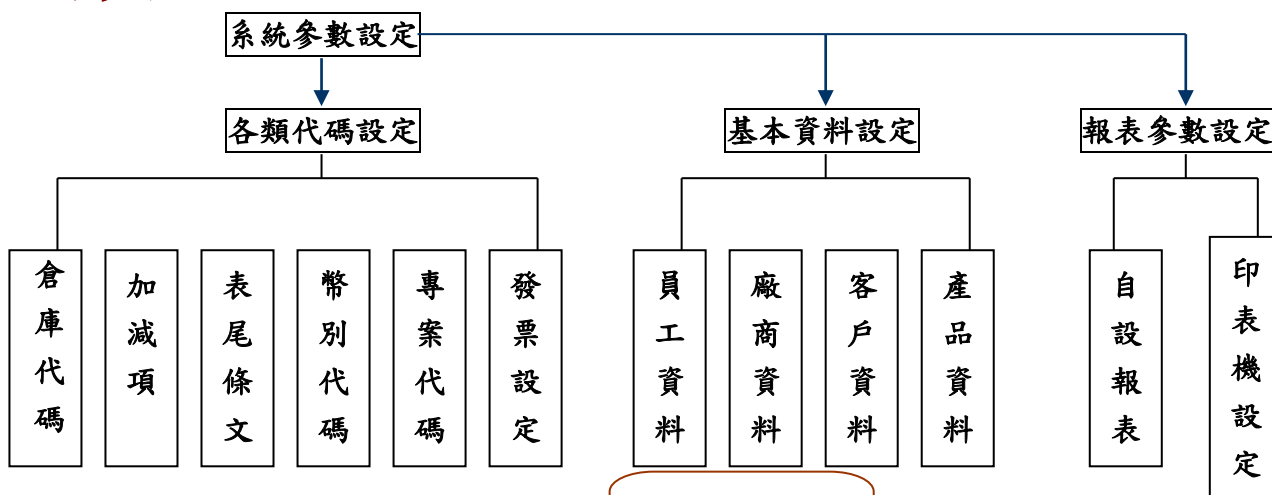 系統參數設定
各類代碼設定
基本資料設定
報表參數設定
倉庫代碼
加減項
表尾條文
幣別代碼
專案代碼
發票設定
員工資料
廠商資料
客戶資料
產品資料
自設報表
印表機設定